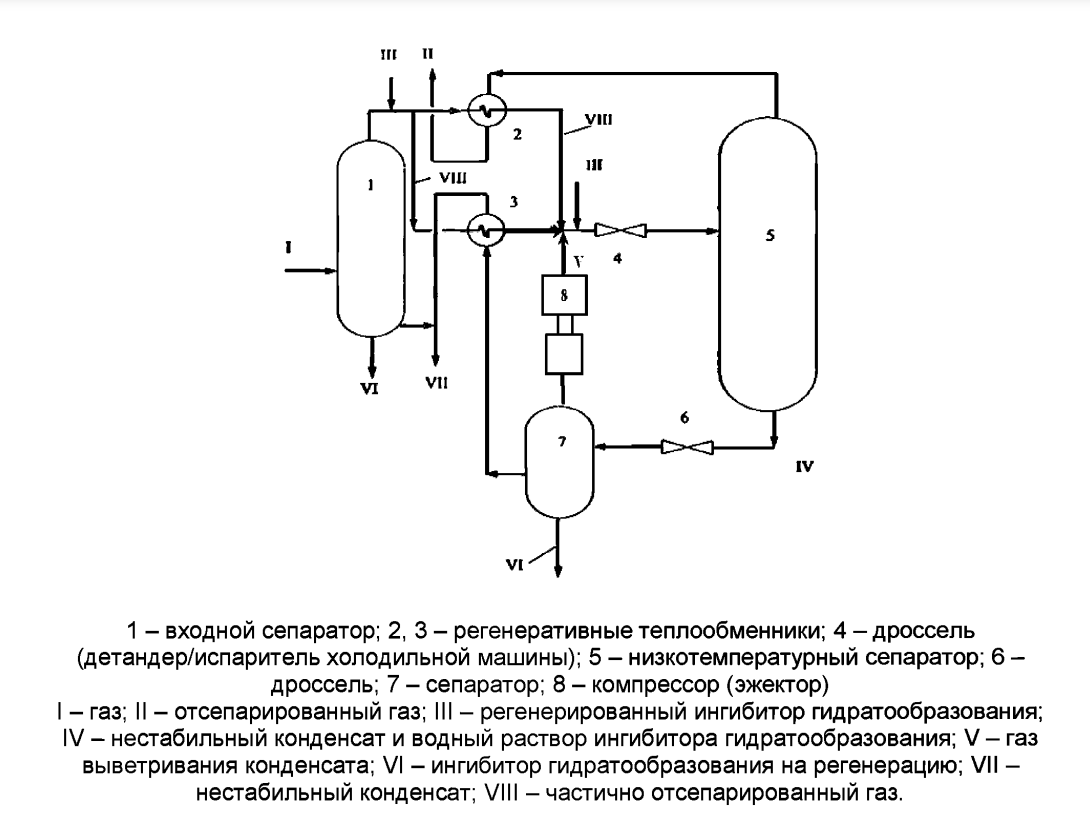 III
II
2
VIII
1
VIII
III
3
I
4
5
V
8
VI
VII
6
7
IV
VI
1 – входной сепаратор; 2, 3 – регенеративные теплообменники; 4 – дроссель
(детандер/испаритель холодильной машины); 5 – низкотемпературный сепаратор; 6 –
дроссель; 7 – сепаратор; 8 – компрессор (эжектор)
I – газ; II – отсепарированный газ; III – регенерированный ингибитор гидратообразования;
IV – нестабильный конденсат и водный раствор ингибитора гидратообразования; V – газ
выветривания конденсата; VI – ингибитор гидратообразования на регенерацию; VII –
нестабильный конденсат; VIII – частично отсепарированный газ.